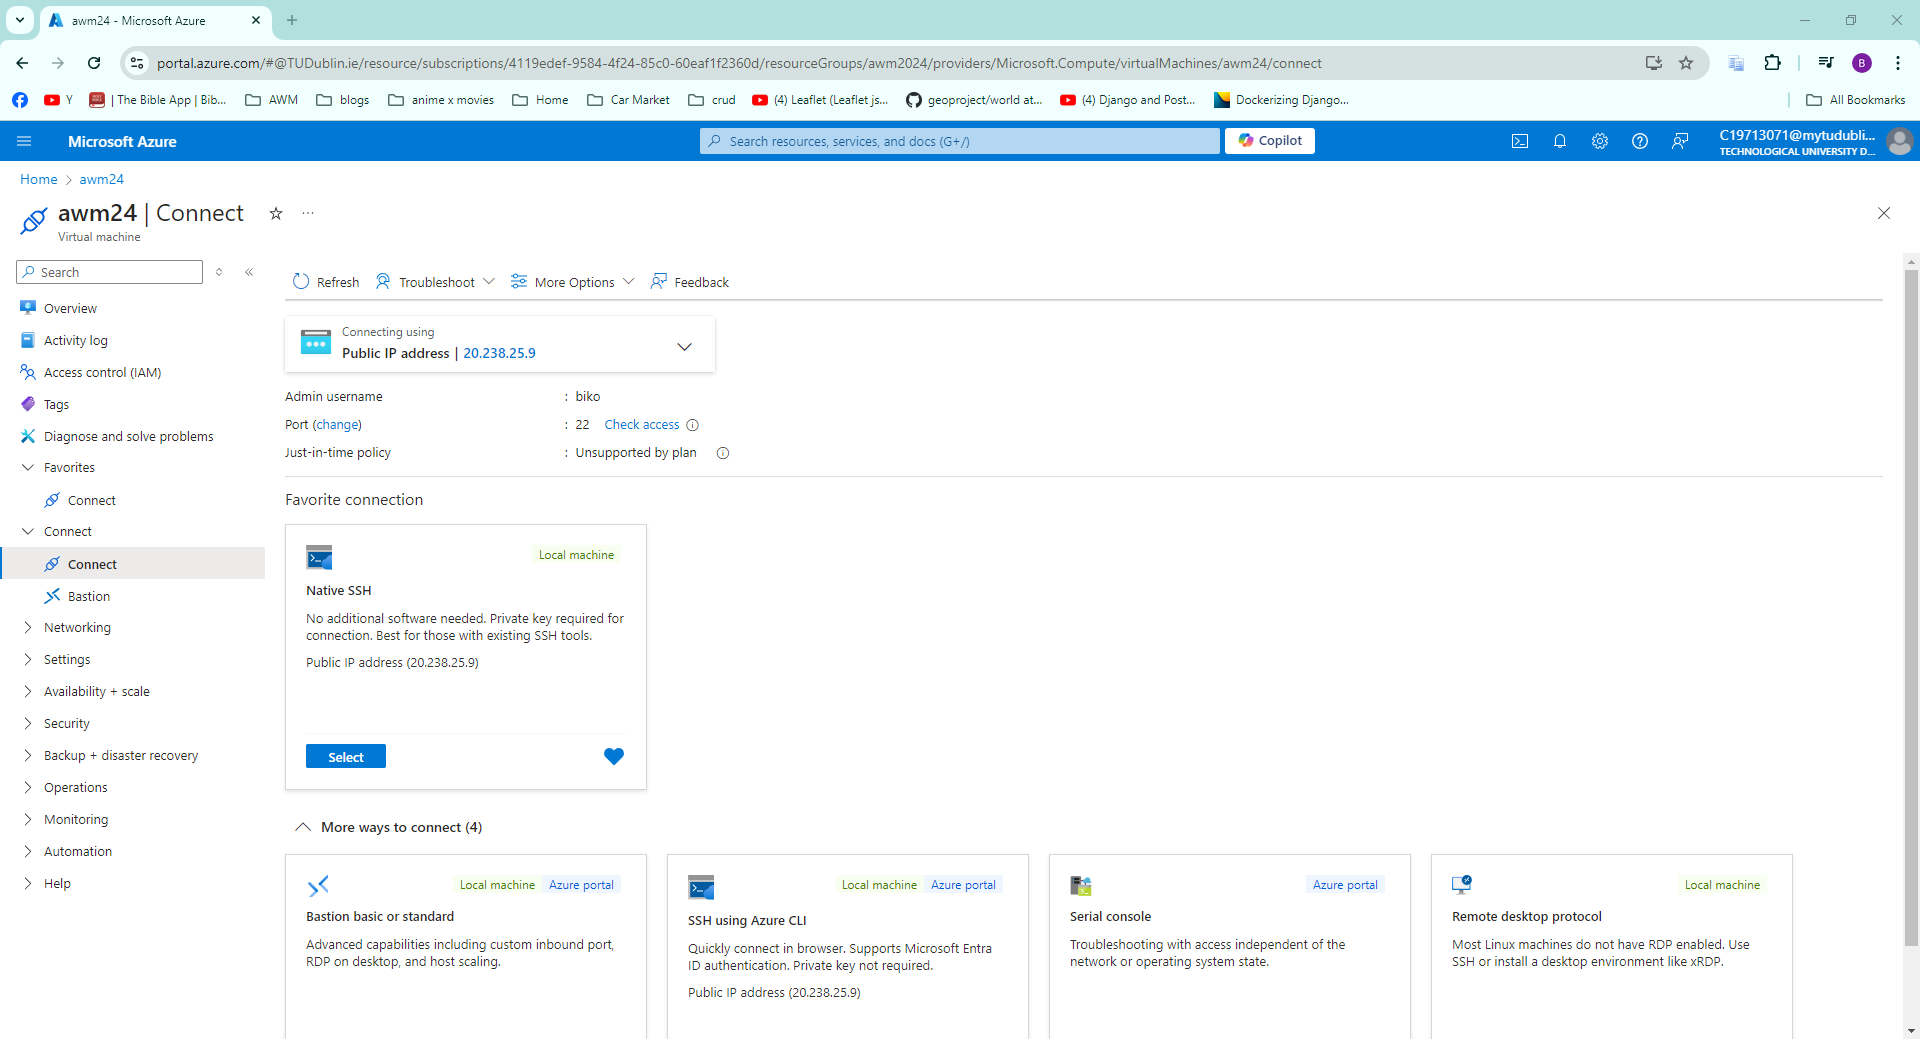 awm24 - Microsoft Azure
portal.azure.com/#@TUDublin.ie/resource/subscriptions/4119edef-9584-4f24-85c0-60eaf1f2360d/resourceGroups/awm2024/providers/Microsoft.Compute/virtualMachines/awm24/connect
B
Y
| The Bible App | Bib...
AWM
blogs
anime x movies
Home
Car Market
crud
(4) Leaflet (Leaflet js...
geoproject/world at...
(4) Django and Post...
Dockerizing Django...
All Bookmarks
Microsoft Azure
Search resources, services, and docs (G+/)
Copilot
C19713071@mytudubli...
TECHNOLOGICAL UNIVERSITY D...
Home > awm24
awm24 | Connect
Virtual machine
Search
Overview
Activity log
Access control (IAM)
Tags
Diagnose and solve problems
Favorites
Connect
Connect
Connect
Bastion
Networking
Settings
Availability + scale
Security
Backup + disaster recovery
Operations
Monitoring
Automation
Help
Refresh
Troubleshoot
More Options
Feedback
Connecting using
Public IP address | 20.238.25.9
Admin username : biko
Port (change) : 22 Check access
Just-in-time policy : Unsupported by plan
Favorite connection
Local machine
Native SSH
No additional software needed. Private key required for
connection. Best for those with existing SSH tools.
Public IP address (20.238.25.9)
Select
More ways to connect (4)
Local machine Azure portal
Bastion basic or standard
Advanced capabilities including custom inbound port,
RDP on desktop, and host scaling.
Local machine Azure portal
SSH using Azure CLI
Quickly connect in browser. Supports Microsoft Entra
ID authentication. Private key not required.
Public IP address (20.238.25.9)
Azure portal
Serial console
Troubleshooting with access independent of the
network or operating system state.
Local machine
Remote desktop protocol
Most Linux machines do not have RDP enabled. Use
SSH or install a desktop environment like xRDP.